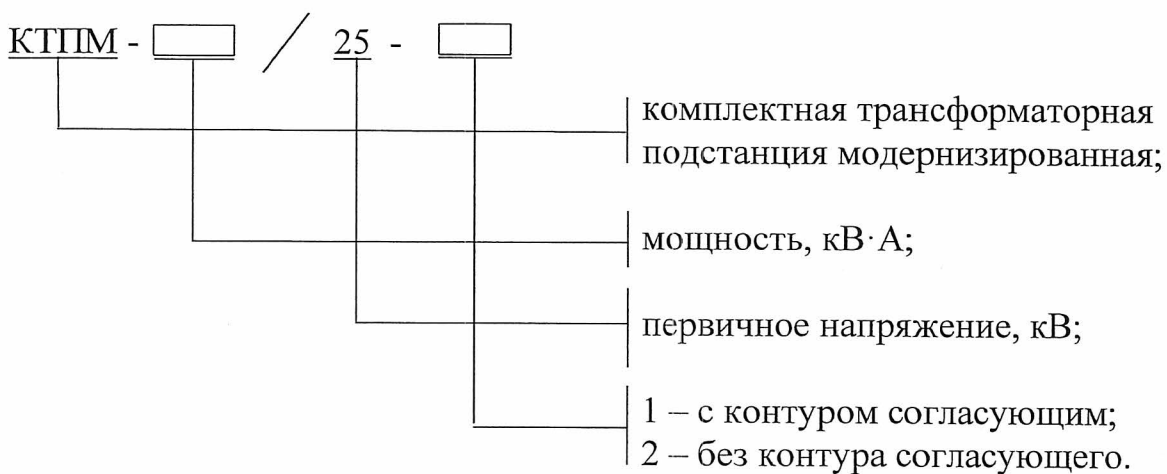 КТПМ - / 25 -
комплектная трансформаторная
подстанция модернизированная;
мощность, кВ·А;
первичное напряжение, кВ;
1 – с контуром согласующим;
2 – без контура согласующего.